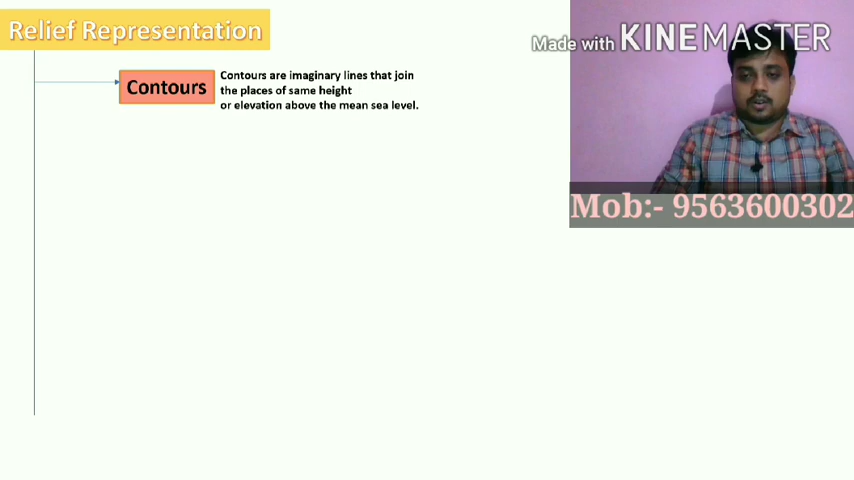 Relief Representation
Made with KINEMASTER
Contours
Contours are imaginary lines that join
the places of same height
or elevation above the mean sea level.
Mob:- 9563600302